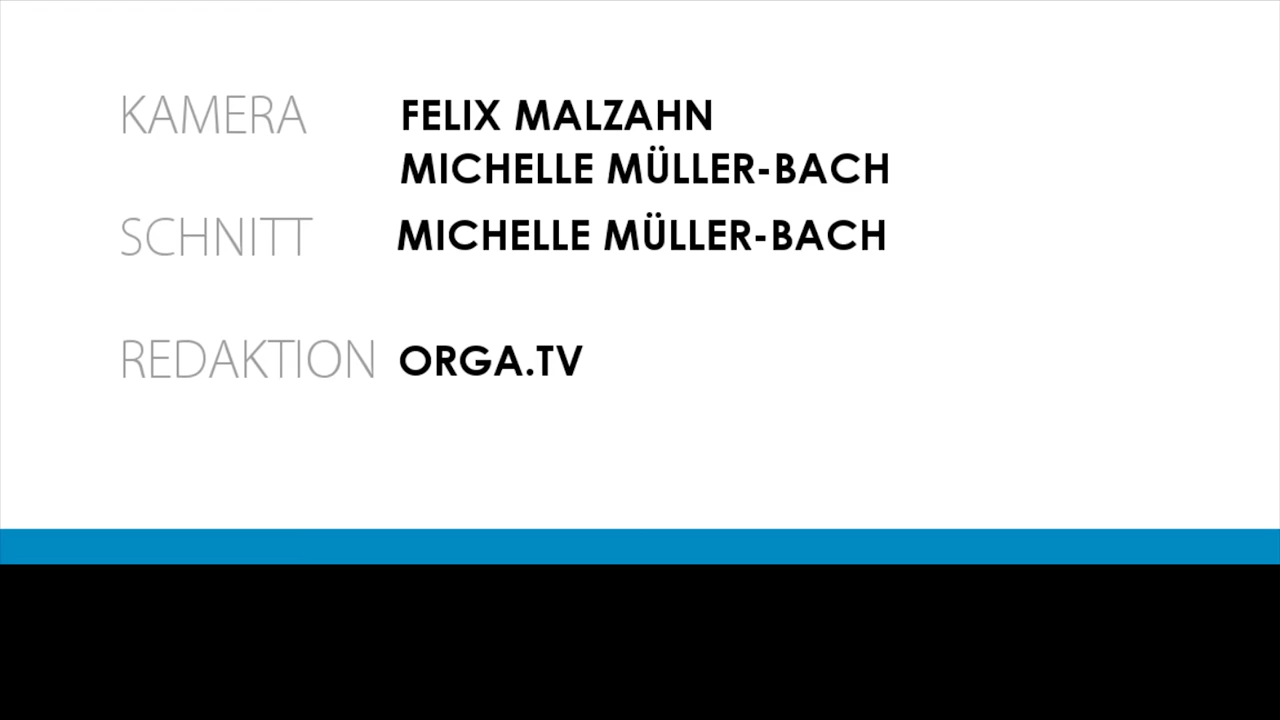 KAMERA FELIX MALZAHN
MICHELLE MÜLLER-BACH
SCHNITT MICHELLE MÜLLER-BACH
REDAKTION ORGA.TV